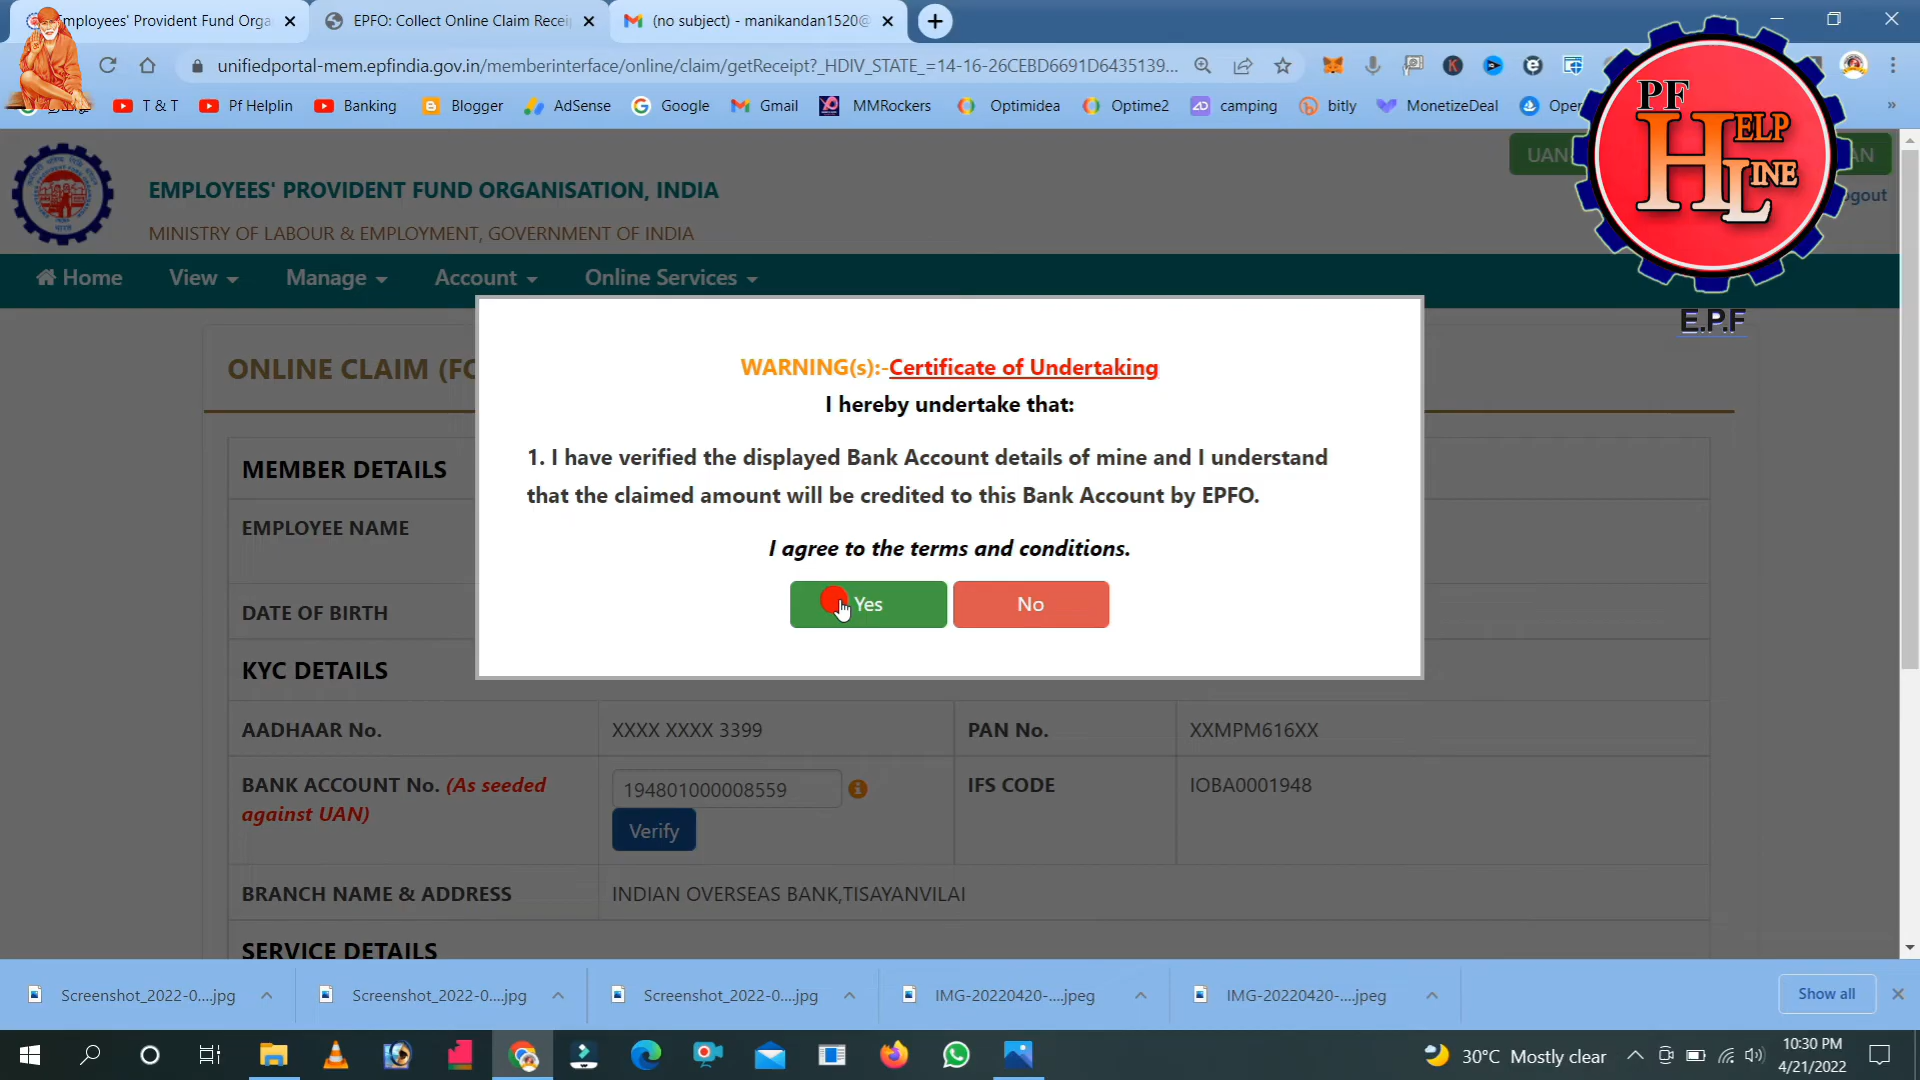 Employees' Provident Fund Orga
EPFO: Collect Online Claim Recei
(no subject) - manikandan1520@
unifiedportal-mem.epfindia.gov.in/memberinterface/online/claim/getReceipt?_HDIV_STATE_=14-16-26CEBD6691D6435139...
T & T
Pf Helplin
Banking
Blogger
AdSense
Google
Gmail
MMRockers
Optimidea
Optime2
camping
bitly
MonetizeDeal
Oper
PF
HELP
LINE
E.P.F
EMPLOYEES' PROVIDENT FUND ORGANISATION, INDIA
MINISTRY OF LABOUR & EMPLOYMENT, GOVERNMENT OF INDIA
UAN
AN
gout
Home
View
Manage
Account
Online Services
ONLINE CLAIM (FO
WARNING(s):-Certificate of Undertaking
I hereby undertake that:
1. I have verified the displayed Bank Account details of mine and I understand
that the claimed amount will be credited to this Bank Account by EPFO.
I agree to the terms and conditions.
Yes
No
MEMBER DETAILS
EMPLOYEE NAME
DATE OF BIRTH
KYC DETAILS
AADHAAR No.
XXXX XXXX 3399
PAN No.
XXMPM616XX
BANK ACCOUNT No. (As seeded
against UAN)
194801000008559
Verify
IFS CODE
IOBA0001948
BRANCH NAME & ADDRESS
INDIAN OVERSEAS BANK,TISAYANVILAI
SERVICE DETAILS
Screenshot_2022-0....jpg
Screenshot_2022-0....jpg
Screenshot_2022-0....jpg
IMG-20220420-....jpeg
IMG-20220420-....jpeg
Show all
30°C Mostly clear
10:30 PM
4/21/2022